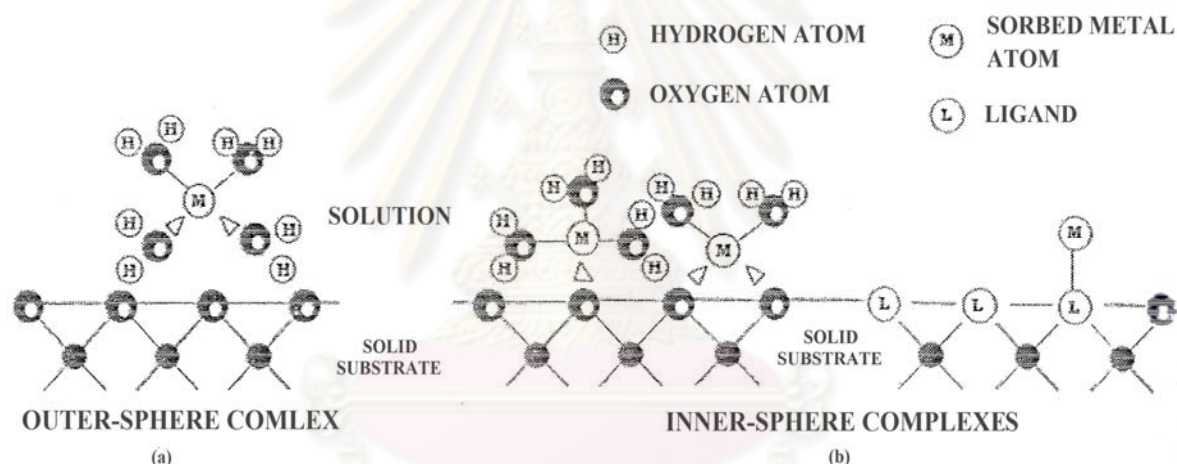 HYDROGEN ATOM
OXYGEN ATOM
SORBED METAL
ATOM
LIGAND
H
O
M
L
H
H
H
H
M
H
H
H
H
SOLUTION
H
H
H
H
M
H
H
H
H
H
H
M
M
L
L
L
SOLID
SUBSTRATE
SOLID
SUBSTRATE
OUTER-SPHERE COMLEX
INNER-SPHERE COMPLEXES
(a)
(b)